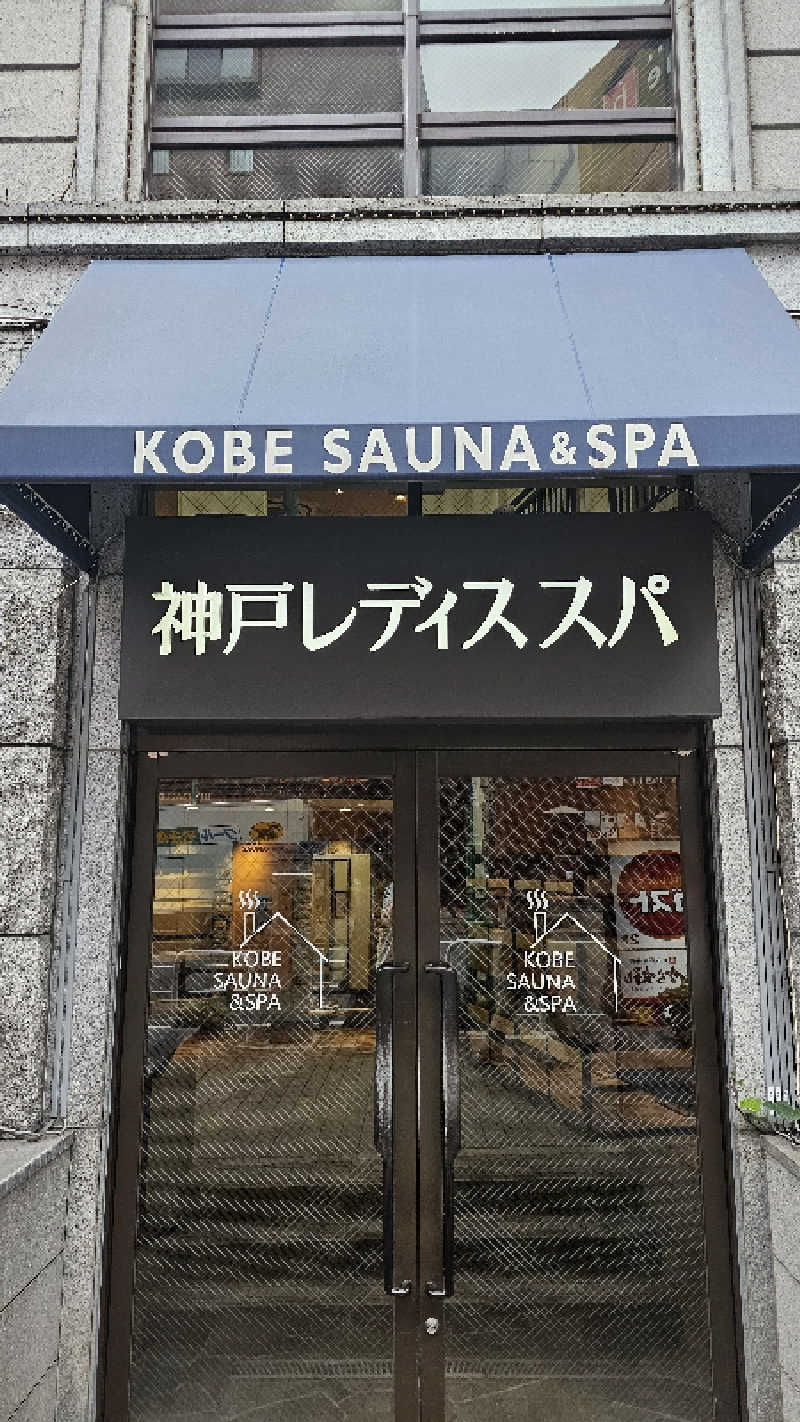 KOBE SAUNA&SPA
神戸レディス スパ
KOBE
SAUNA
&SPA
KOBE
SAUNA
&SPA